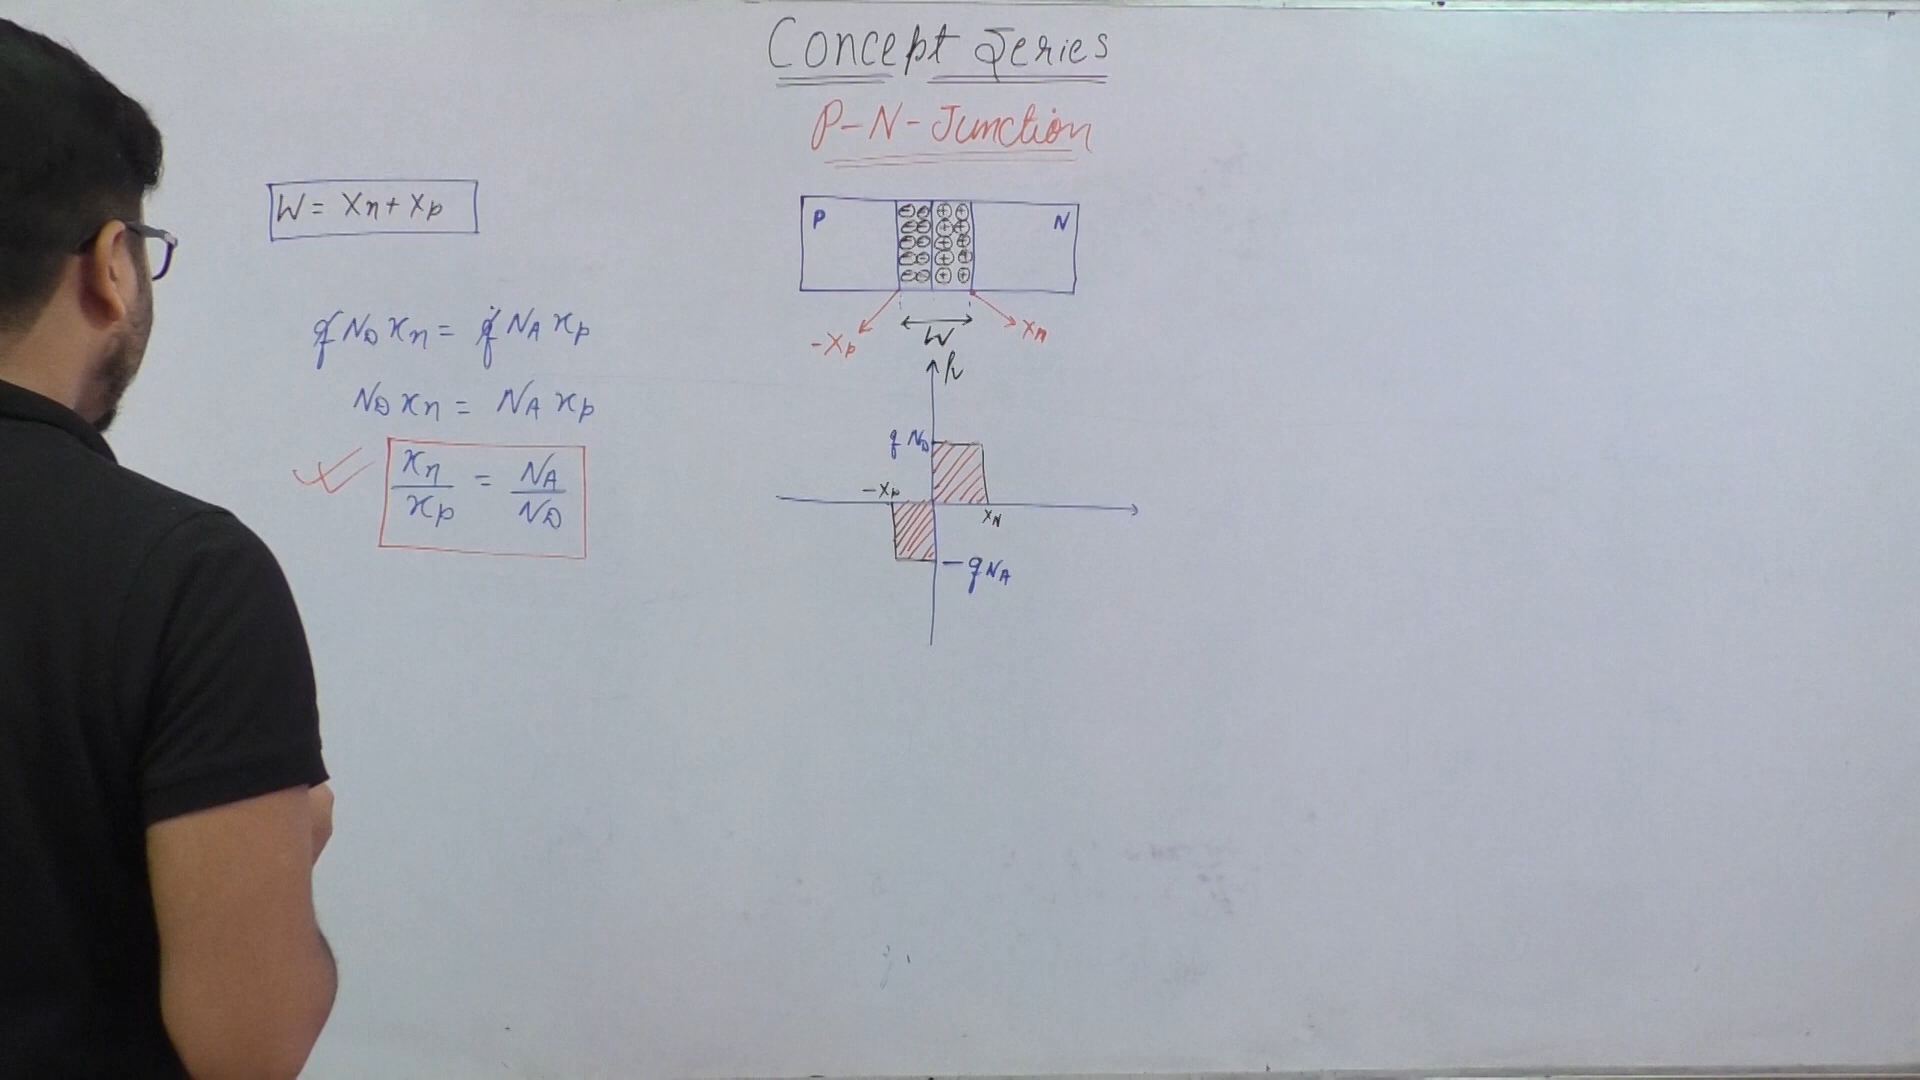 Concept Series
P-N-Junction
W = Xn + Xp
q ND xn = q NA xp
ND xn = NA xp
xn / xp = NA / ND
P
⊖⊖⊕⊕
⊖⊖⊕⊕
⊖⊖⊕⊕
⊖⊖⊕⊕
⊖⊖⊕⊕
N
-Xp
W
Xn
q ND
-Xp
XN
-q NA